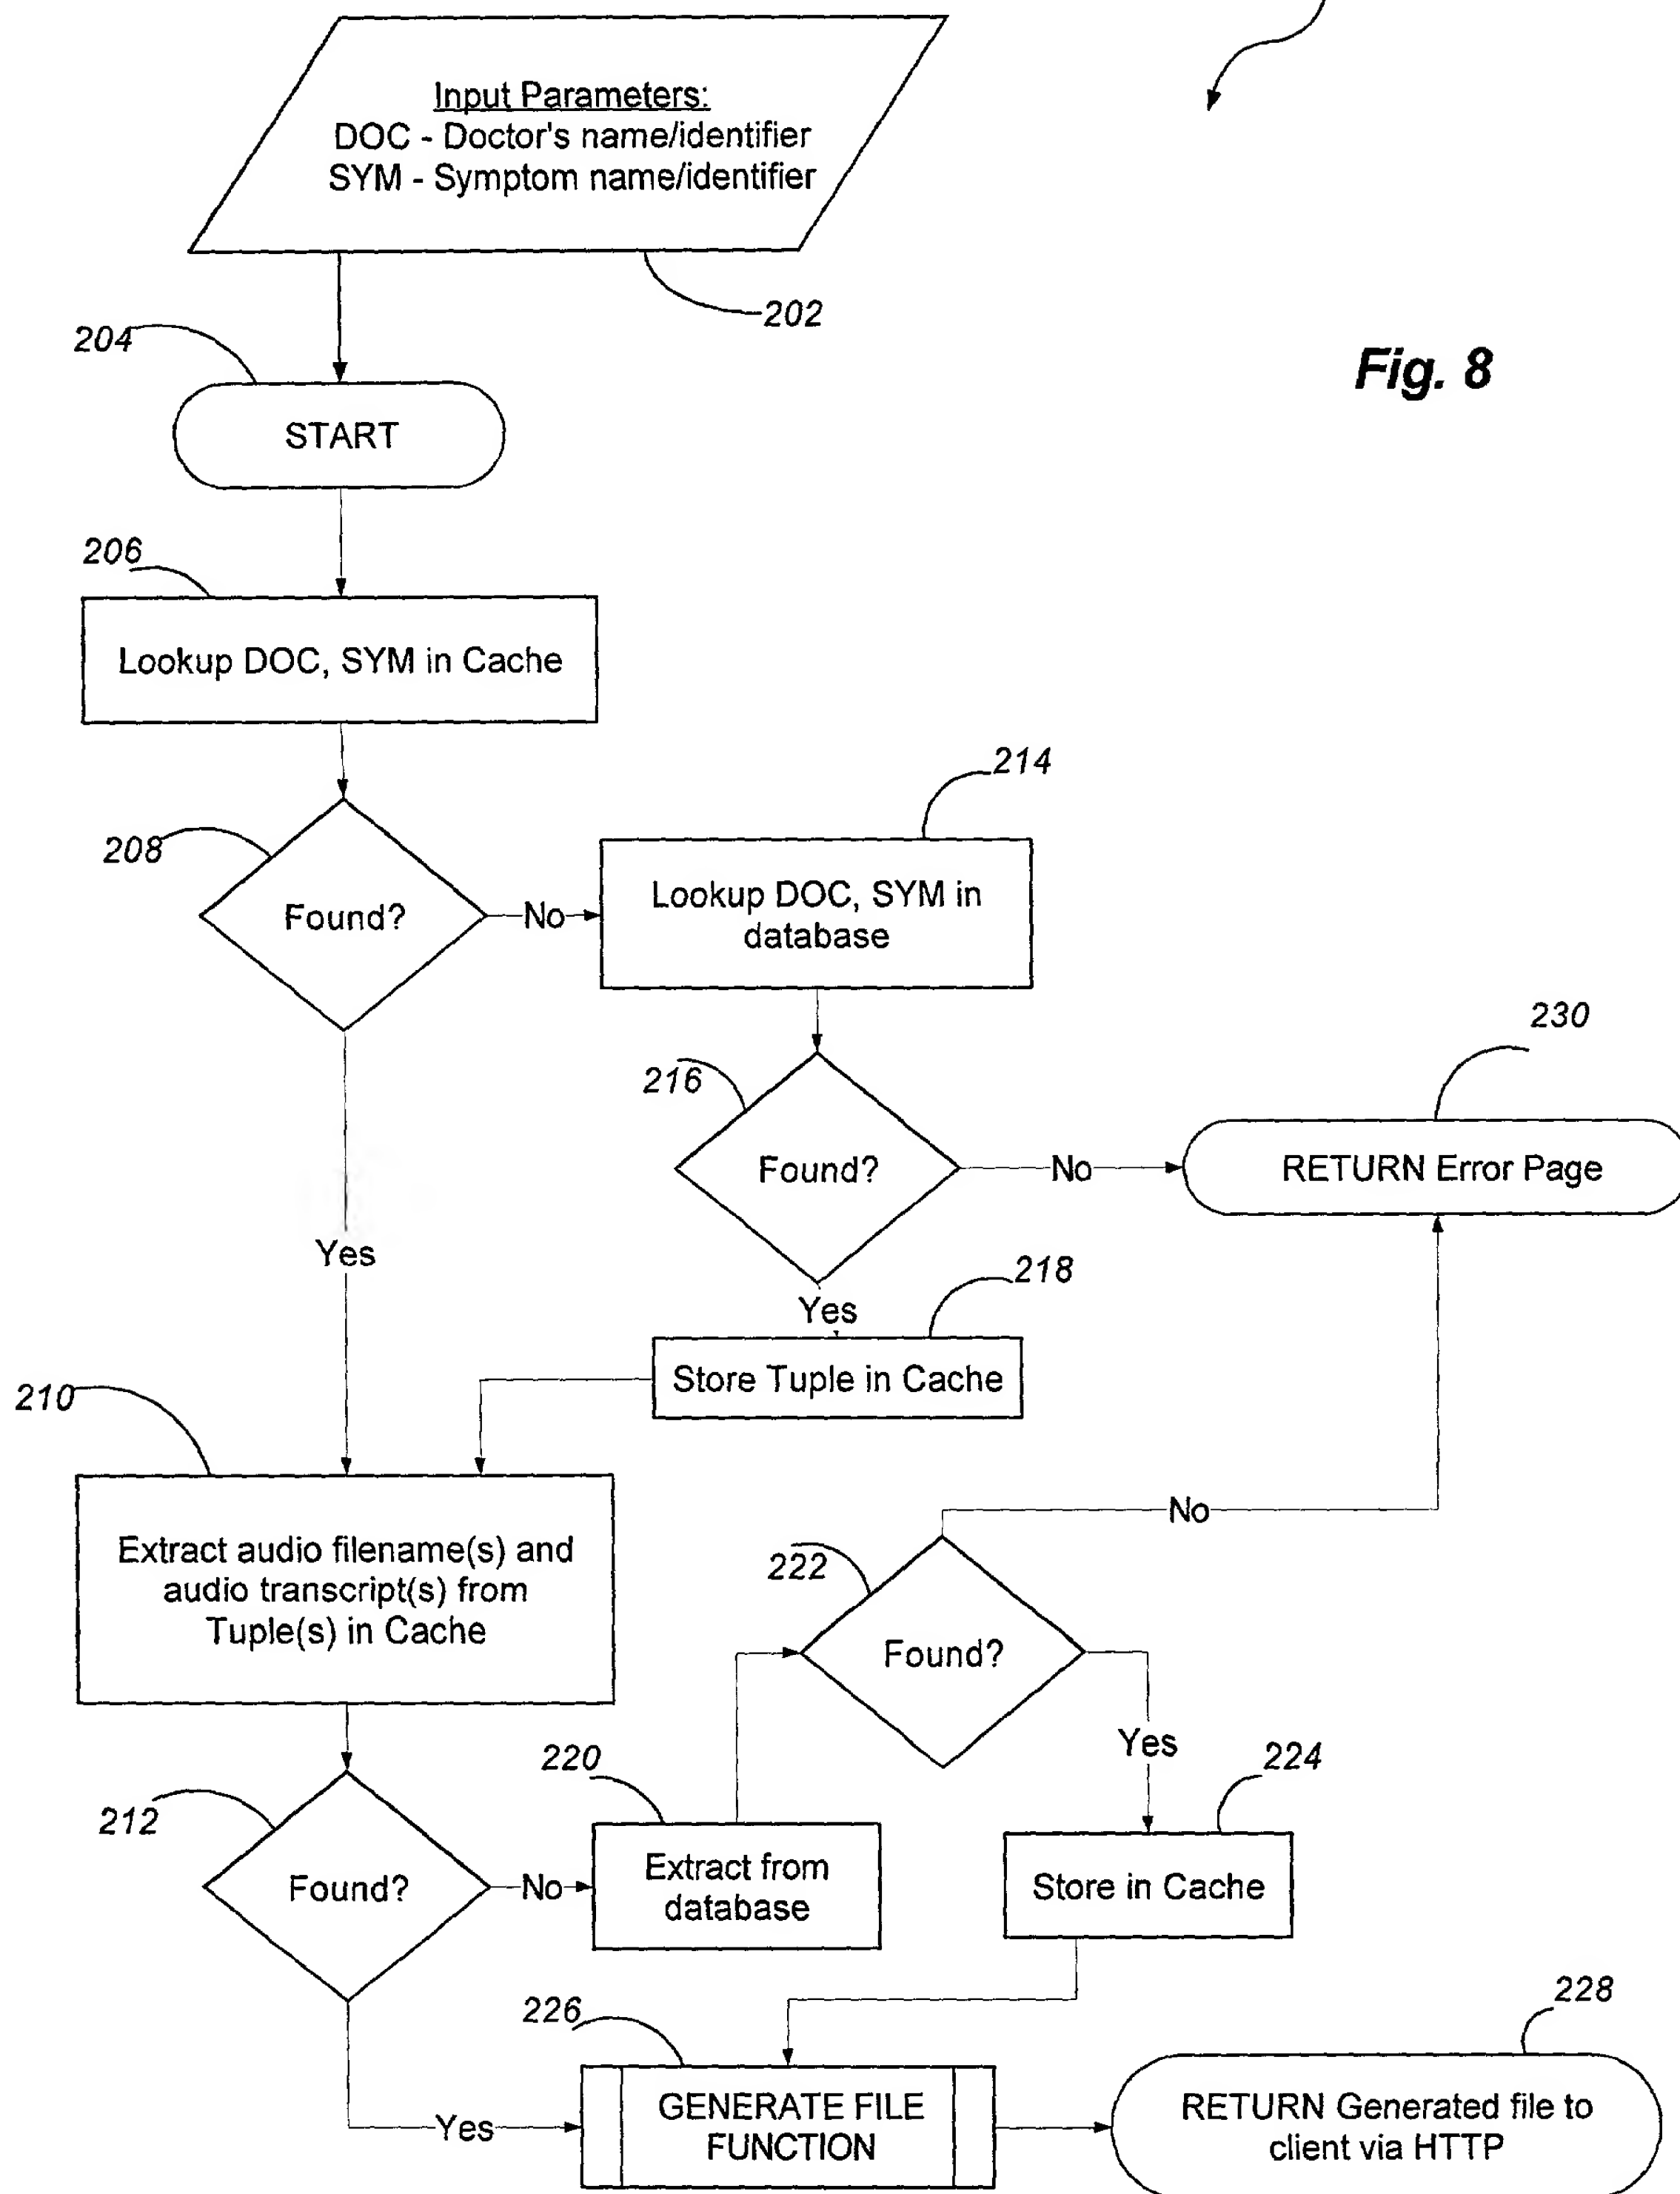 Input Parameters:
DOC - Doctor's name/identifier
SYM - Symptom name/identifier
202
204
Fig. 8
START
206
Lookup DOC, SYM in Cache
214
208
Found?
No
Lookup DOC, SYM in
database
230
216
Found?
No
RETURN Error Page
Yes
218
Yes
Store Tuple in Cache
210
No
Extract audio filename(s) and
audio transcript(s) from
Tuple(s) in Cache
222
Found?
Yes
220
224
212
Found?
No
Extract from
database
Store in Cache
226
228
Yes
GENERATE FILE
FUNCTION
RETURN Generated file to
client via HTTP